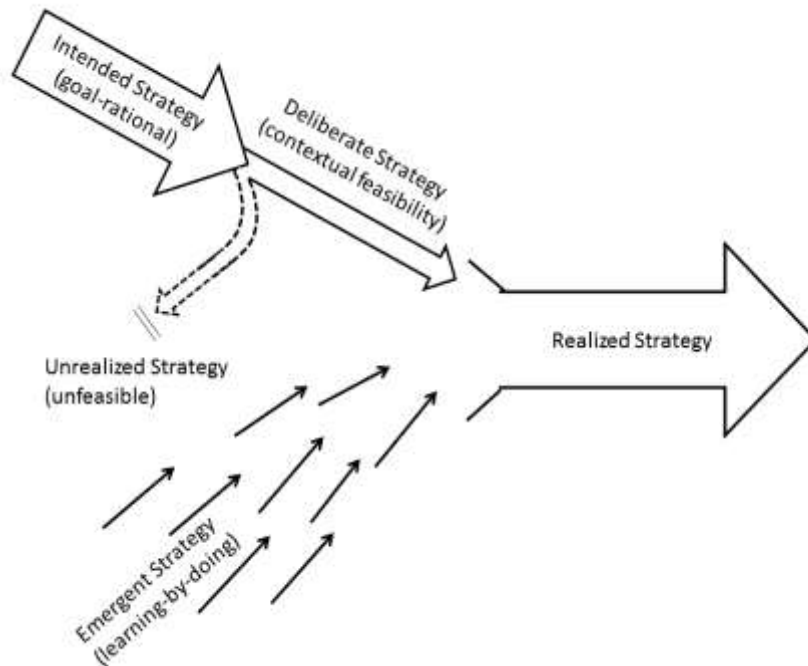 Intended Strategy
(goal-rational)
Deliberate Strategy
(contextual feasibility)
Realized Strategy
Unrealized Strategy
(unfeasible)
Emergent Strategy
(learning-by-doing)